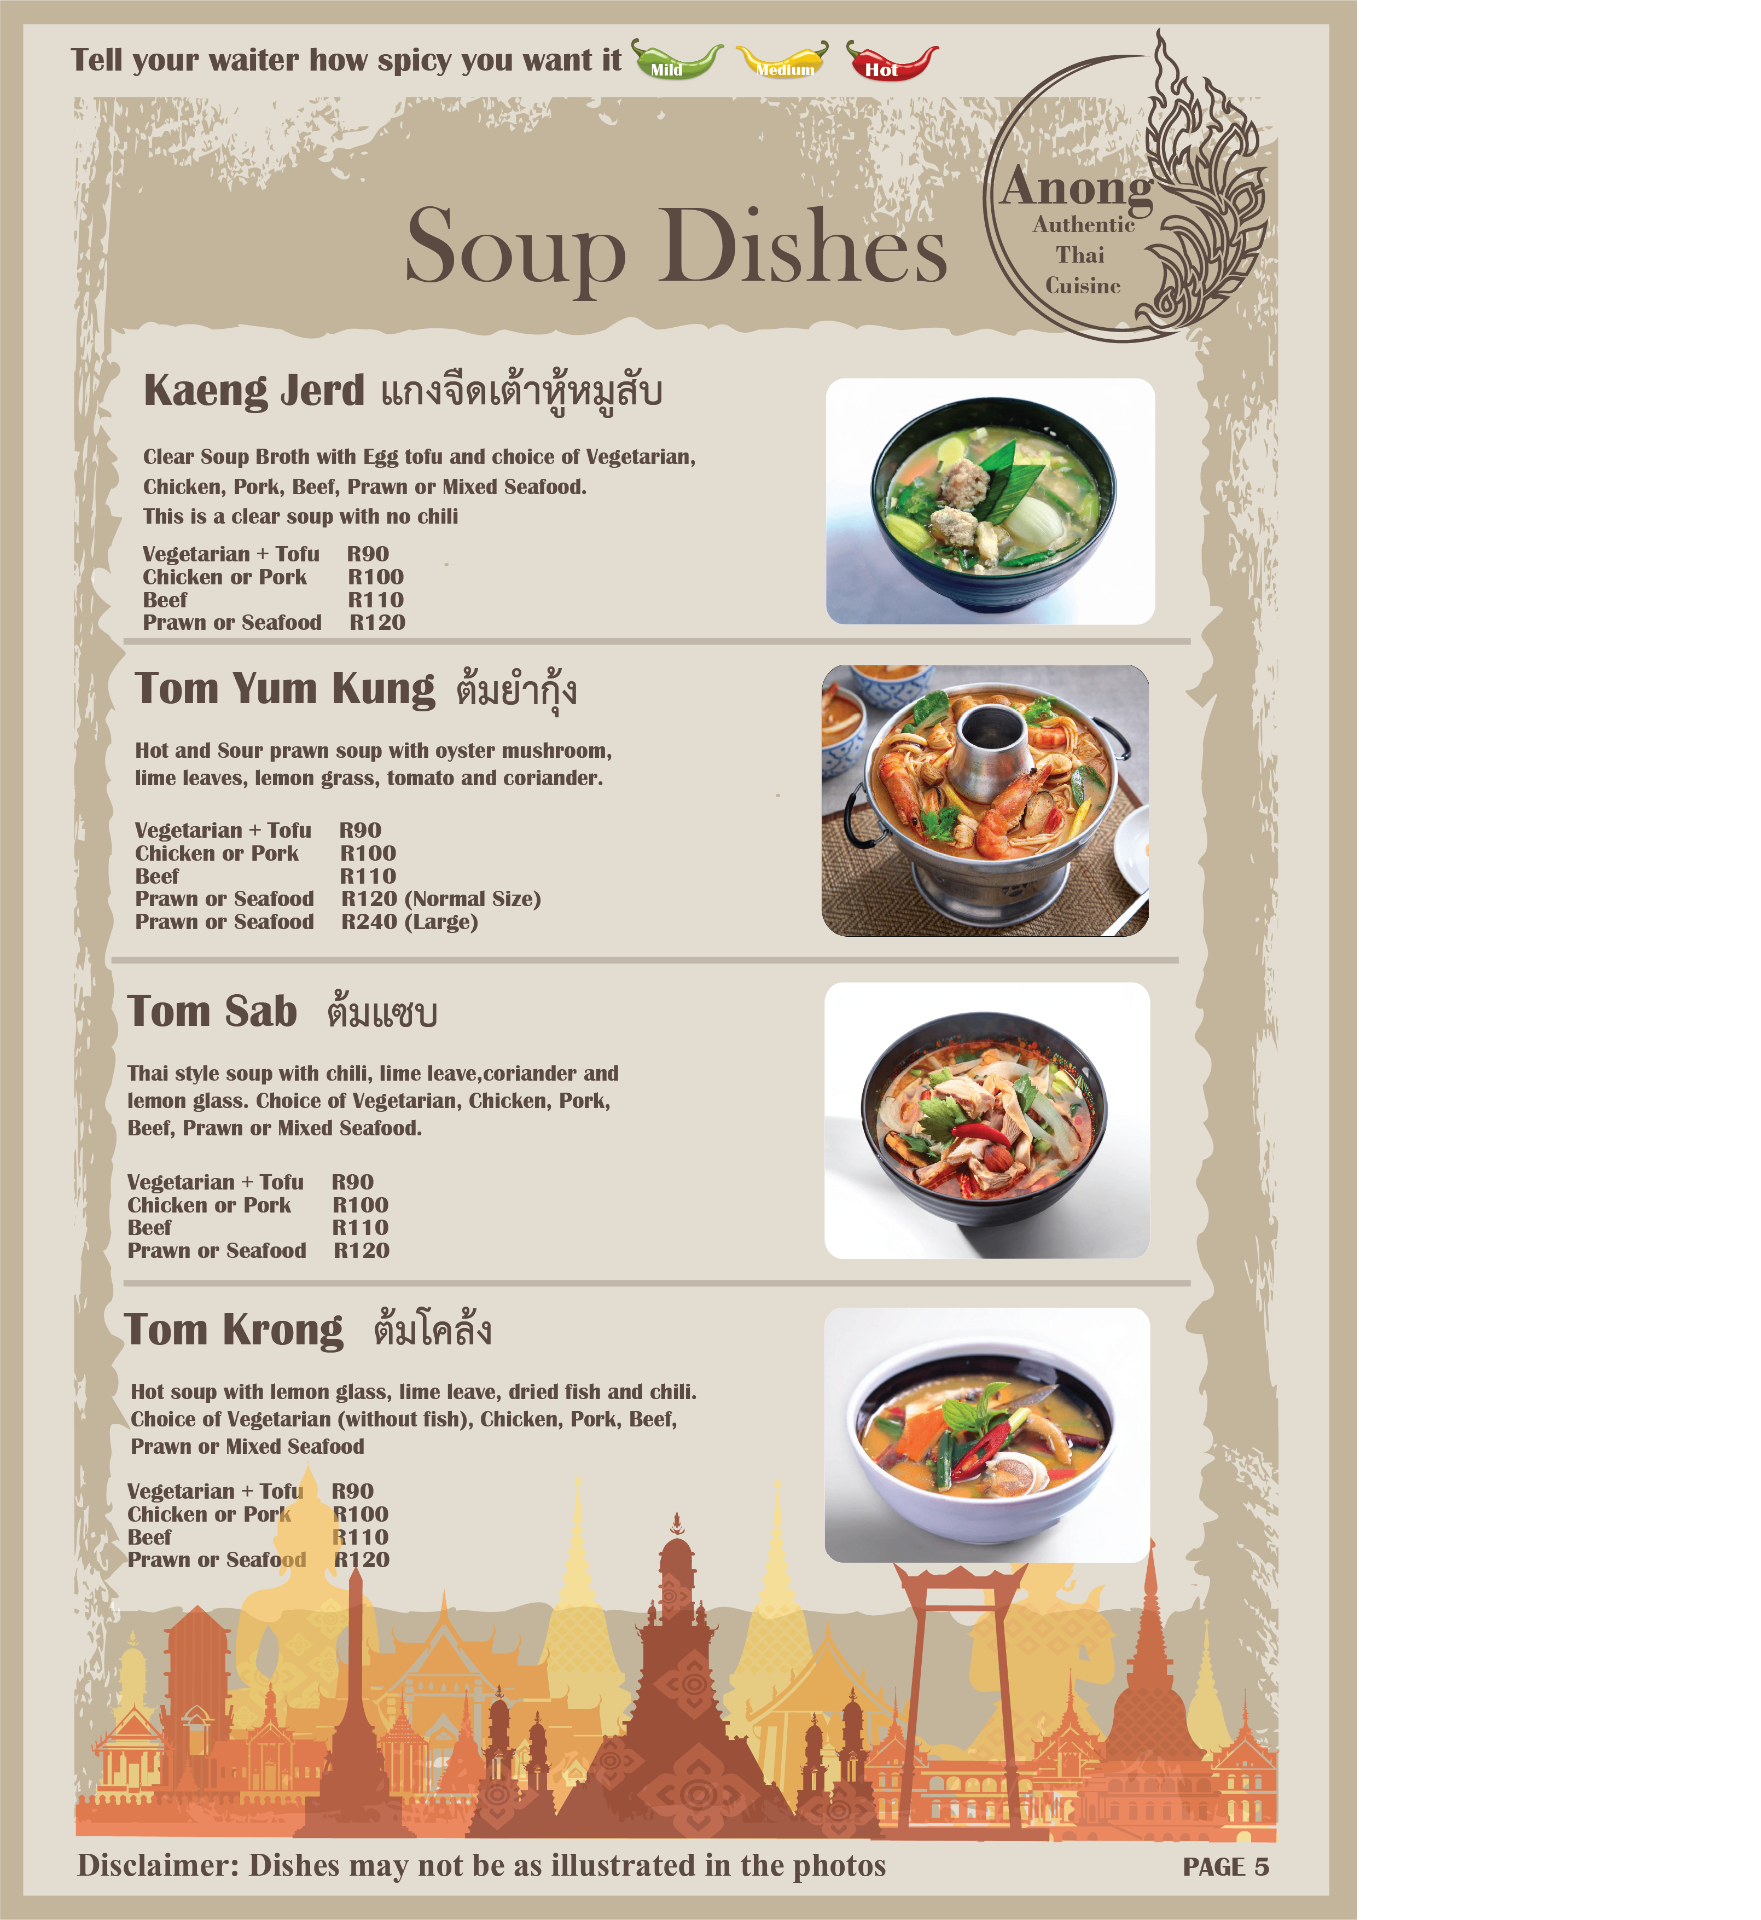 Tell your waiter how spicy you want it Mild Medium Hot
Anong
Authentic
Thai
Cuisine
Soup Dishes
Kaeng Jerd แกงจืดเต้าหู้หมูสับ
Clear Soup Broth with Egg tofu and choice of Vegetarian,
Chicken, Pork, Beef, Prawn or Mixed Seafood.
This is a clear soup with no chili
Vegetarian + Tofu R90
Chicken or Pork R100
Beef R110
Prawn or Seafood R120
Tom Yum Kung ต้มยำกุ้ง
Hot and Sour prawn soup with oyster mushroom,
lime leaves, lemon grass, tomato and coriander.
Vegetarian + Tofu R90
Chicken or Pork R100
Beef R110
Prawn or Seafood R120 (Normal Size)
Prawn or Seafood R240 (Large)
Tom Sab ต้มแซบ
Thai style soup with chili, lime leave,coriander and
lemon glass. Choice of Vegetarian, Chicken, Pork,
Beef, Prawn or Mixed Seafood.
Vegetarian + Tofu R90
Chicken or Pork R100
Beef R110
Prawn or Seafood R120
Tom Krong ต้มโคล้ง
Hot soup with lemon glass, lime leave, dried fish and chili.
Choice of Vegetarian (without fish), Chicken, Pork, Beef,
Prawn or Mixed Seafood
Vegetarian + Tofu R90
Chicken or Pork R100
Beef R110
Prawn or Seafood R120
Disclaimer: Dishes may not be as illustrated in the photos
PAGE 5